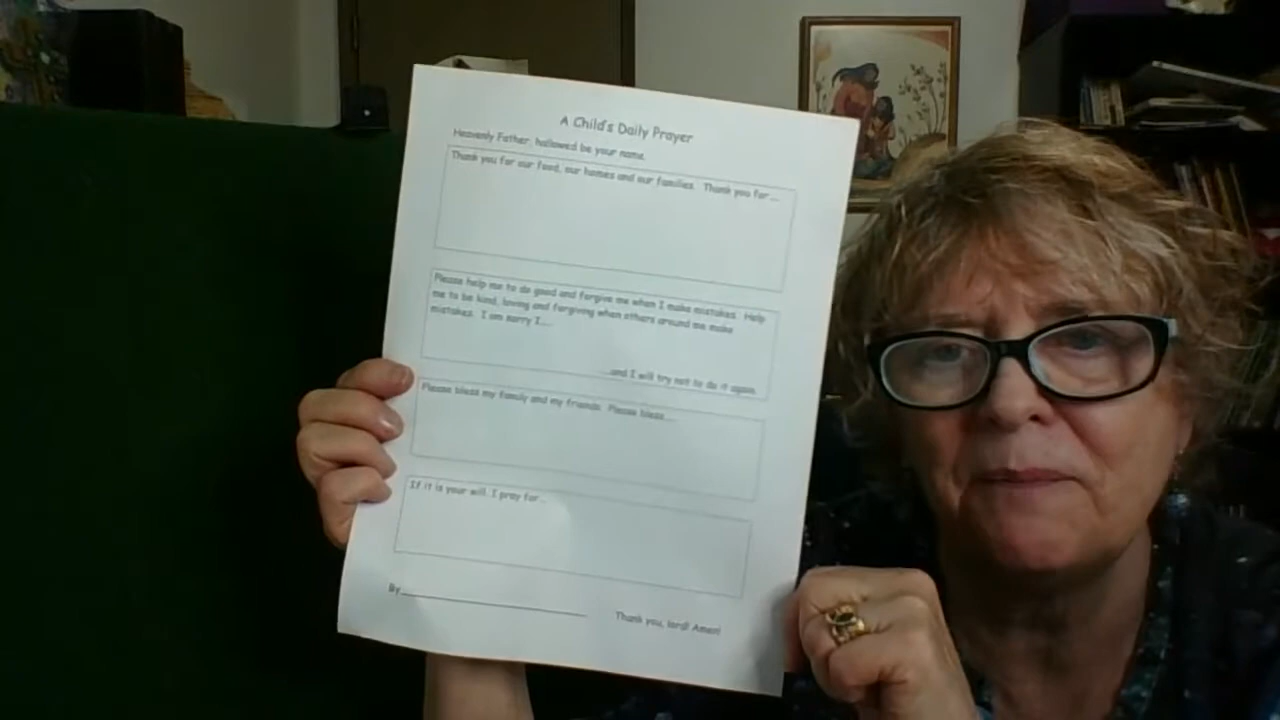 A Child's Daily Prayer
Heavenly Father, hallowed be your name.
Thank you for our food, our homes and our families. Thank you for...
Please help me to do good and forgive me when I make mistakes. Help
me to be kind, loving and forgiving when others around me make
mistakes. I am sorry I...
...and I will try not to do it again.
Please bless my family and my friends. Please bless...
If it is your will, I pray for...
By
Thank you, lord! Amen!